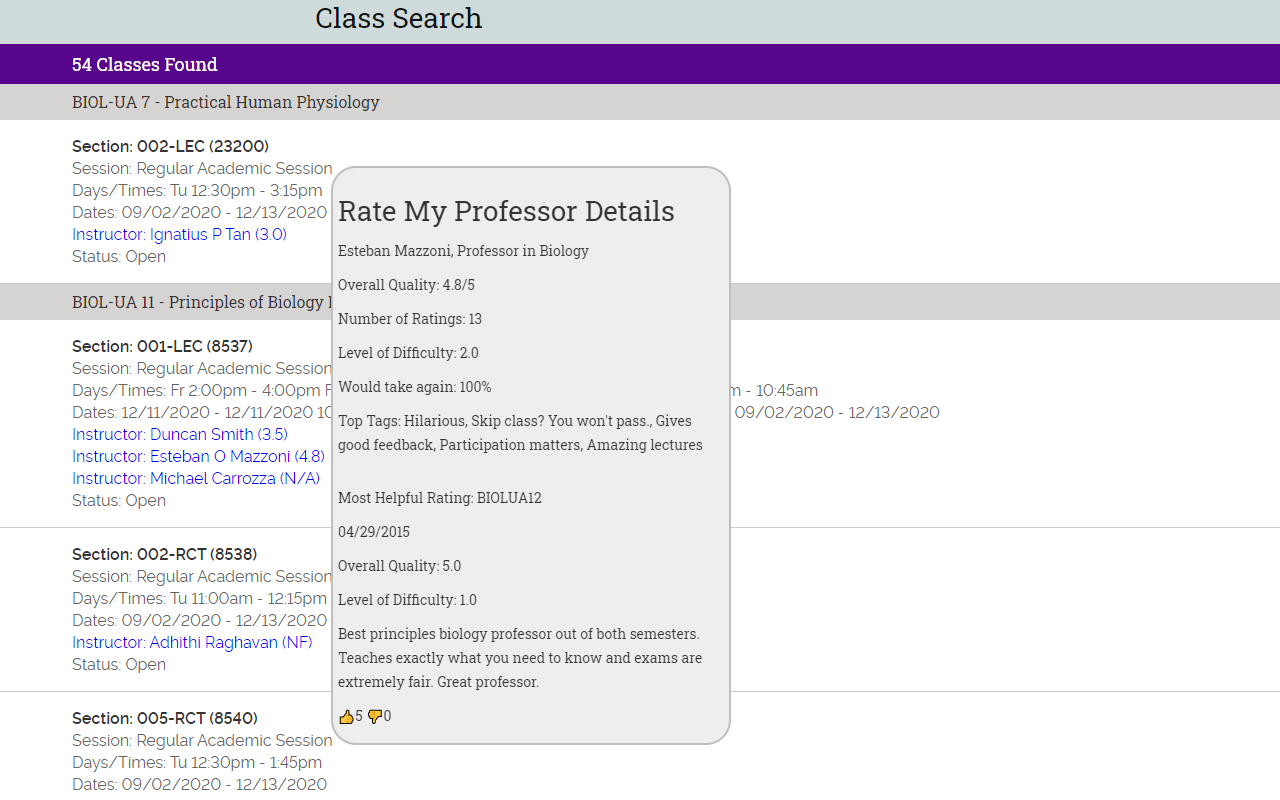 Class Search
54 Classes Found
BIOL-UA 7 - Practical Human Physiology
Section: 002-LEC (23200)
Session: Regular Academic Session
Days/Times: Tu 12:30pm - 3:15pm
Dates: 09/02/2020 - 12/13/2020
Instructor: Ignatius P Tan (3.0)
Status: Open
BIOL-UA 11 - Principles of Biology
Section: 001-LEC (8537)
Session: Regular Academic Session
Days/Times: Fr 2:00pm - 4:00pm - 10:45am
Dates: 12/11/2020 - 12/11/2020 09/02/2020 - 12/13/2020
Instructor: Duncan Smith (3.5)
Instructor: Esteban O Mazzoni (4.8)
Instructor: Michael Carrozza (N/A)
Status: Open
Section: 002-RCT (8538)
Session: Regular Academic Session
Days/Times: Tu 11:00am - 12:15pm
Dates: 09/02/2020 - 12/13/2020
Instructor: Adhithi Raghavan (NF)
Status: Open
Section: 005-RCT (8540)
Session: Regular Academic Session
Days/Times: Tu 12:30pm - 1:45pm
Dates: 09/02/2020 - 12/13/2020
Rate My Professor Details
Esteban Mazzoni, Professor in Biology
Overall Quality: 4.8/5
Number of Ratings: 13
Level of Difficulty: 2.0
Would take again: 100%
Top Tags: Hilarious, Skip class? You won't pass., Gives
good feedback, Participation matters, Amazing lectures
Most Helpful Rating: BIOLUA12
04/29/2015
Overall Quality: 5.0
Level of Difficulty: 1.0
Best principles biology professor out of both semesters.
Teaches exactly what you need to know and exams are
extremely fair. Great professor.
👍5 👎0